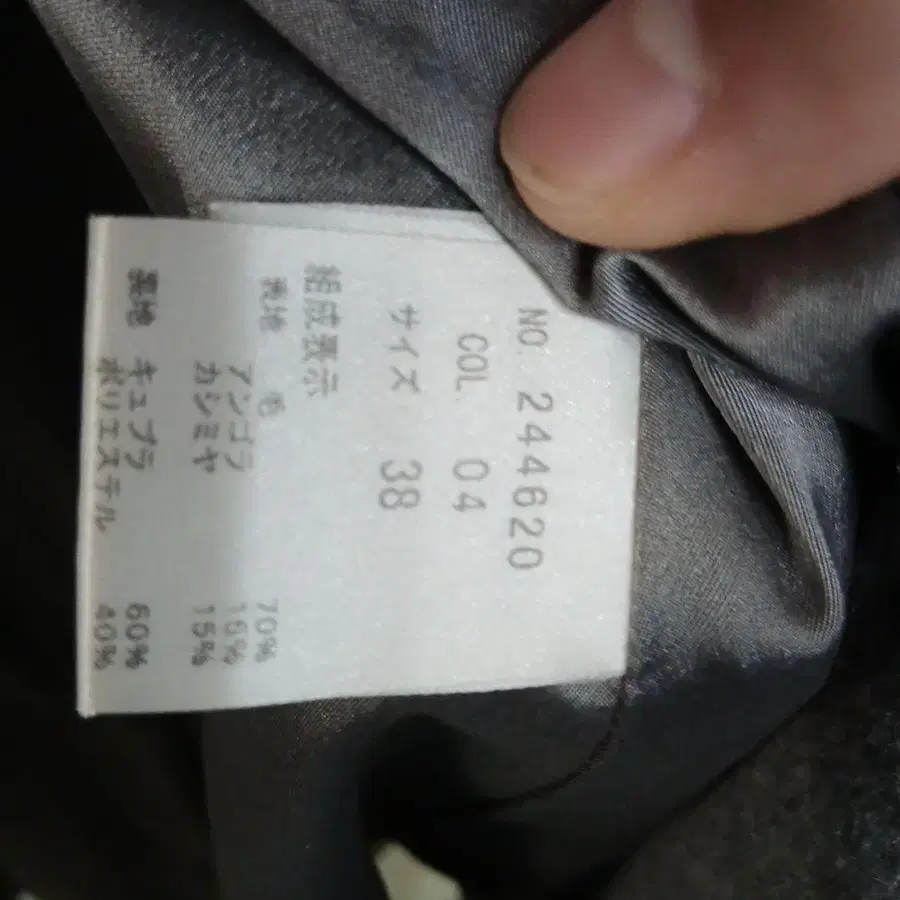 NO. 244620
COL. 04
サイズ 38
組成表示
表地 毛 70%
アンゴラ 15%
カシミヤ 15%
裏地 キュプラ 60%
ポリエステル 40%